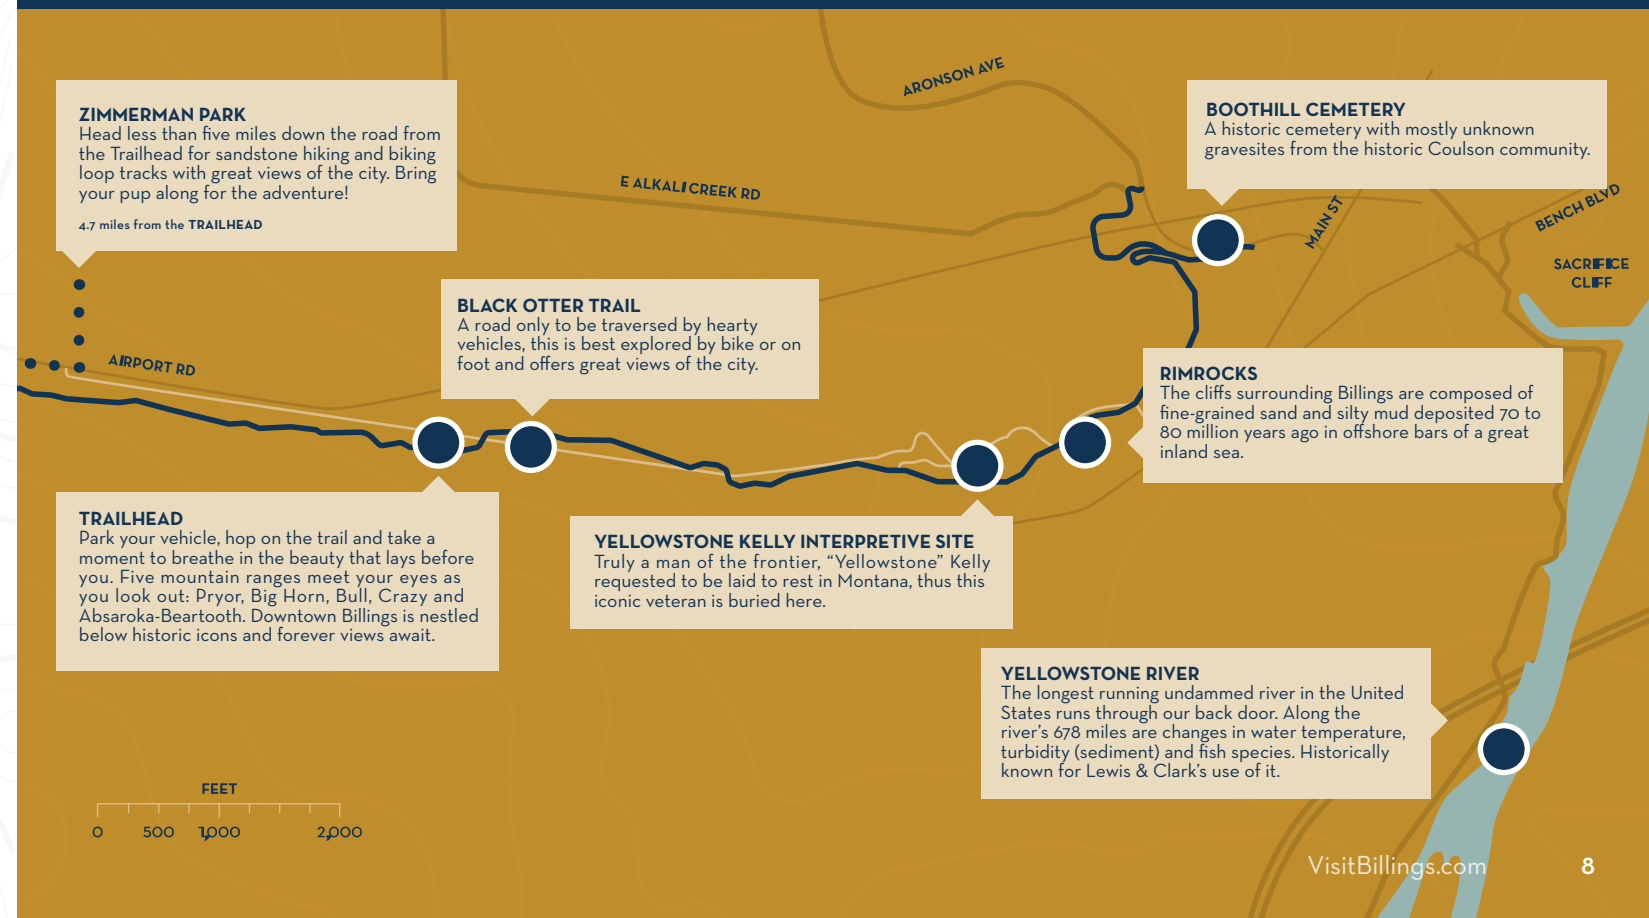 ARONSON AVE
ZIMMERMAN PARK
Head less than five miles down the road from
the Trailhead for sandstone hiking and biking
loop tracks with great views of the city. Bring
your pup along for the adventure!
4.7 miles from the TRAILHEAD
BOOTHILL CEMETERY
A historic cemetery with mostly unknown
gravesites from the historic Coulson community.
E ALKALI CREEK RD
MAIN ST
BENCH BLVD
SACRIFICE
CLIFF
BLACK OTTER TRAIL
A road only to be traversed by hearty
vehicles, this is best explored by bike or on
foot and offers great views of the city.
AIRPORT RD
RIMROCKS
The cliffs surrounding Billings are composed of
fine-grained sand and silty mud deposited 70 to
80 million years ago in offshore bars of a great
inland sea.
TRAILHEAD
Park your vehicle, hop on the trail and take a
moment to breathe in the beauty that lays before
you. Five mountain ranges meet your eyes as
you look out: Pryor, Big Horn, Bull, Crazy and
Absaroka-Beartooth. Downtown Billings is nestled
below historic icons and forever views await.
YELLOWSTONE KELLY INTERPRETIVE SITE
Truly a man of the frontier, “Yellowstone” Kelly
requested to be laid to rest in Montana, thus this
iconic veteran is buried here.
YELLOWSTONE RIVER
The longest running undammed river in the United
States runs through our back door. Along the
river’s 678 miles are changes in water temperature,
turbidity (sediment) and fish species. Historically
known for Lewis & Clark’s use of it.
FEET
0 500 1,000 2,000
VisitBillings.com 8